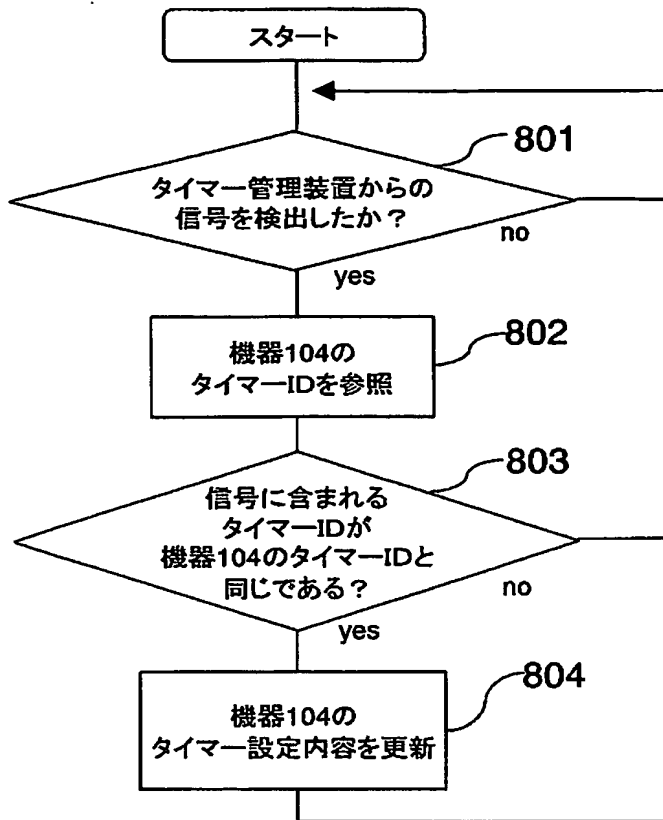 スタート
801
タイマー管理装置からの
信号を検出したか？
no
yes
802
機器104の
タイマーIDを参照
803
信号に含まれる
タイマーIDが
機器104のタイマーIDと
同じである？
no
yes
804
機器104の
タイマー設定内容を更新